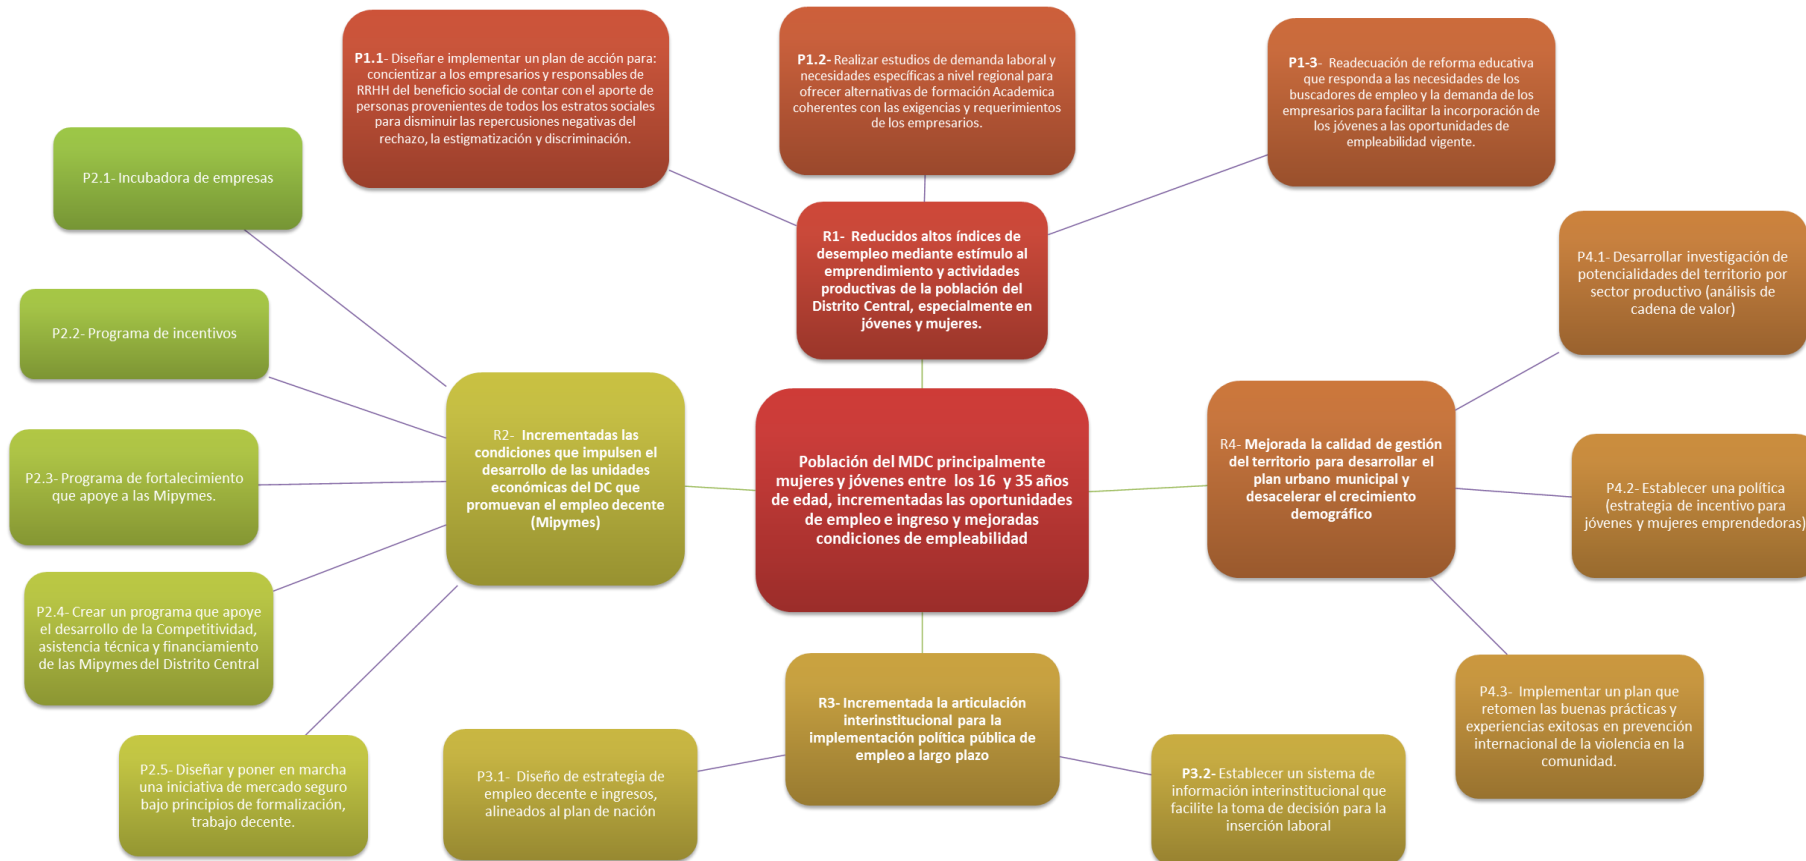 P1.1- Diseñar e implementar un plan de acción para:
concientizar a los empresarios y responsables de
RRHH del beneficio social de contar con el aporte de
personas provenientes de todos los estratos sociales
para disminuir las repercusiones negativas del
rechazo, la estigmatización y discriminación.
P1.2- Realizar estudios de demanda laboral y
necesidades específicas a nivel regional para
ofrecer alternativas de formación Academica
coherentes con las exigencias y requerimientos
de los empresarios.
P1-3- Readecuación de reforma educativa
que responda a las necesidades de los
buscadores de empleo y la demanda de los
empresarios para facilitar la incorporación de
los jóvenes a las oportunidades de
empleabilidad vigente.
P2.1- Incubadora de empresas
R1- Reducidos altos índices de
desempleo mediante estímulo al
emprendimiento y actividades
productivas de la población del
Distrito Central, especialmente en
jóvenes y mujeres.
P4.1- Desarrollar investigación de
potencialidades del territorio por
sector productivo (análisis de
cadena de valor)
P2.2- Programa de incentivos
R2- Incrementadas las
condiciones que impulsen el
desarrollo de las unidades
económicas del DC que
promuevan el empleo decente
(Mipymes)
Población del MDC principalmente
mujeres y jóvenes entre los 16 y 35 años
de edad, incrementadas las oportunidades
de empleo e ingreso y mejoradas
condiciones de empleabilidad
R4- Mejorada la calidad de gestión
del territorio para desarrollar el
plan urbano municipal y
desacelerar el crecimiento
demográfico
P2.3- Programa de fortalecimiento
que apoye a las Mipymes.
P4.2- Establecer una política
(estrategia de incentivo para
jóvenes y mujeres emprendedoras)
P2.4- Crear un programa que apoye
el desarrollo de la Competitividad,
asistencia técnica y financiamiento
de las Mipymes del Distrito Central
R3- Incrementada la articulación
interinstitucional para la
implementación política pública de
empleo a largo plazo
P4.3- Implementar un plan que
retomen las buenas prácticas y
experiencias exitosas en prevención
internacional de la violencia en la
comunidad.
P2.5- Diseñar y poner en marcha
una iniciativa de mercado seguro
bajo principios de formalización,
trabajo decente.
P3.1- Diseño de estrategia de
empleo decente e ingresos,
alineados al plan de nación
P3.2- Establecer un sistema de
información interinstitucional que
facilite la toma de decisión para la
inserción laboral